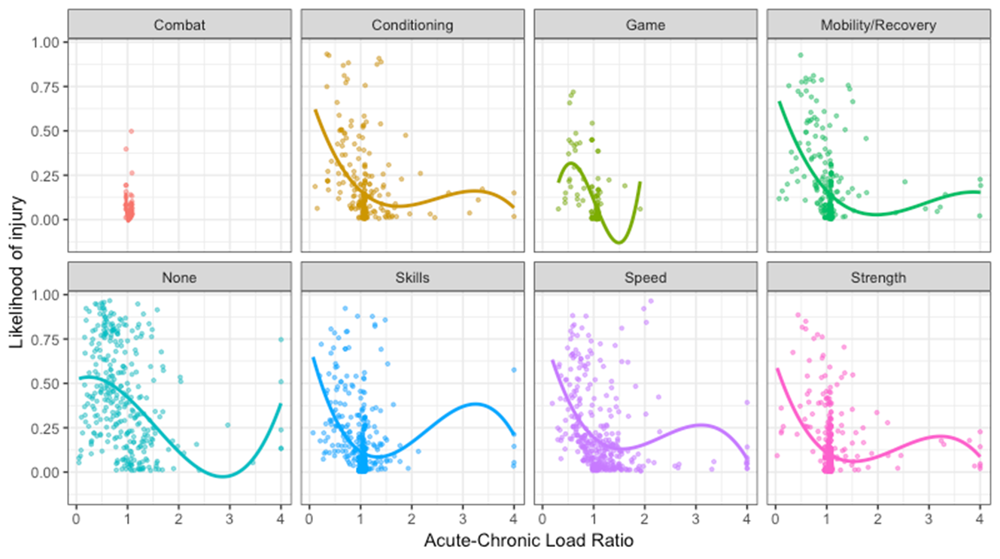 Combat Conditioning Game Mobility/Recovery
1.00
0.75
0.50
0.25
0.00
Likelihood of injury
None Skills Speed Strength
1.00
0.75
0.50
0.25
0.00
0 1 2 3 4 0 1 2 3 4 0 1 2 3 4 0 1 2 3 4
Acute-Chronic Load Ratio